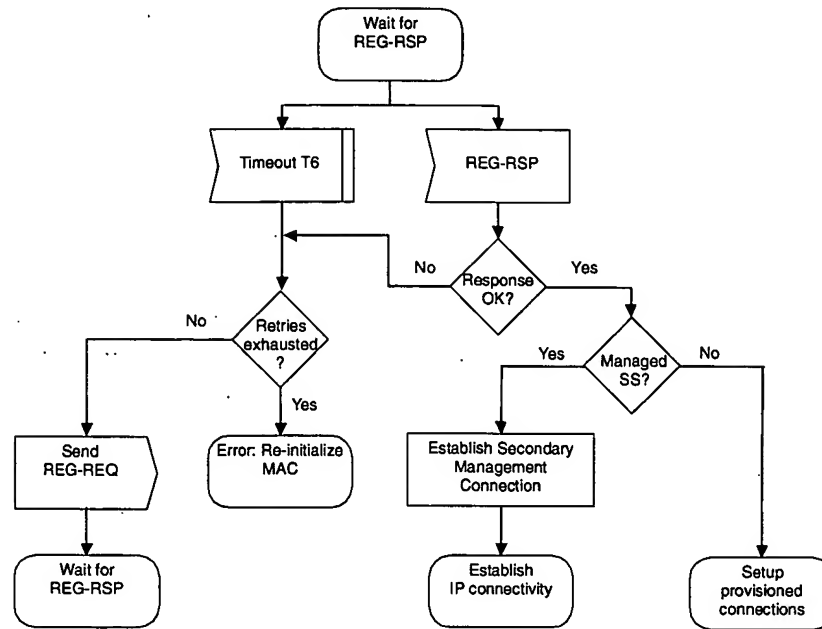 Wait for
REG-RSP
Timeout T6
REG-RSP
No
Response
OK?
Yes
No
Retries
exhausted
?
Yes
Managed
SS?
No
Yes
Send
REG-REQ
Error: Re-initialize
MAC
Establish Secondary
Management
Connection
Wait for
REG-RSP
Establish
IP connectivity
Setup
provisioned
connections